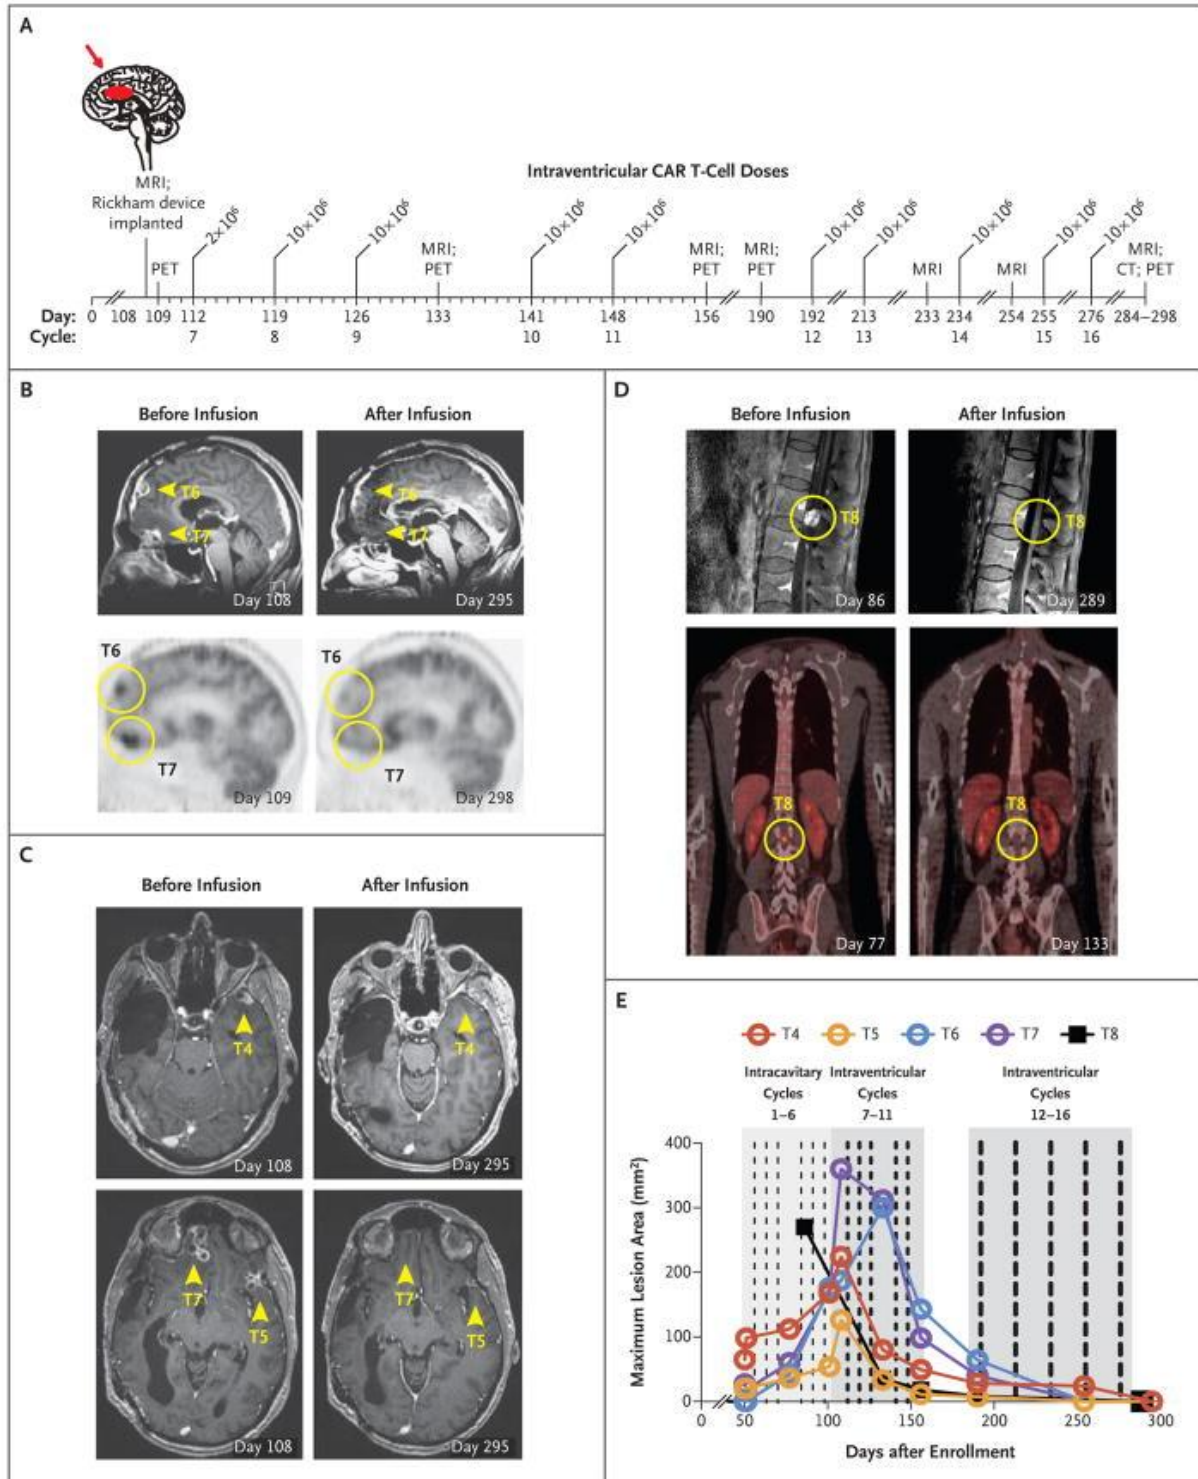 A
Intraventricular CAR T-Cell Doses
MRI;
Rickham device
implanted
PET
2×10⁶
10×10⁶
10×10⁶
MRI;
PET
10×10⁶
10×10⁶
MRI;
PET
MRI;
PET
10×10⁶
10×10⁶
MRI
10×10⁶
MRI
10×10⁶
10×10⁶
MRI;
CT; PET
Day: 0 108 109 112 119 126 133 141 148 156 190 192 213 233 234 254 255 276 284–298
Cycle: 7 8 9 10 11 12 13 14 15 16
B
Before Infusion After Infusion
T6
T7
Day 108
T6
T7
Day 295
T6
T7
Day 109
T6
T7
Day 298
C
Before Infusion After Infusion
T4
Day 108
T4
Day 295
T7
T5
Day 108
T7
T5
Day 295
D
Before Infusion After Infusion
T8
Day 86
T8
Day 289
T8
Day 77
T8
Day 133
E
T4 T5 T6 T7 T8
Intracavitary
Cycles
1–6
Intraventricular
Cycles
7–11
Intraventricular
Cycles
12–16
Maximum Lesion Area (mm²)
400
300
200
100
0
0 50 100 150 200 250 300
Days after Enrollment